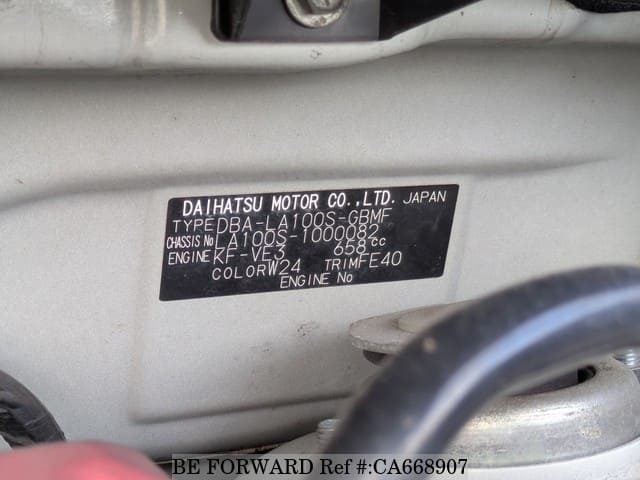 DAIHATSU MOTOR CO.,LTD. JAPAN
TYPE DBA-LA100S-GBMF
CHASSIS No LA100S-1000082
ENGINE KF-VE3 658cc
COLOR W24 TRIM FE40
ENGINE No
BE FORWARD Ref #:CA668907